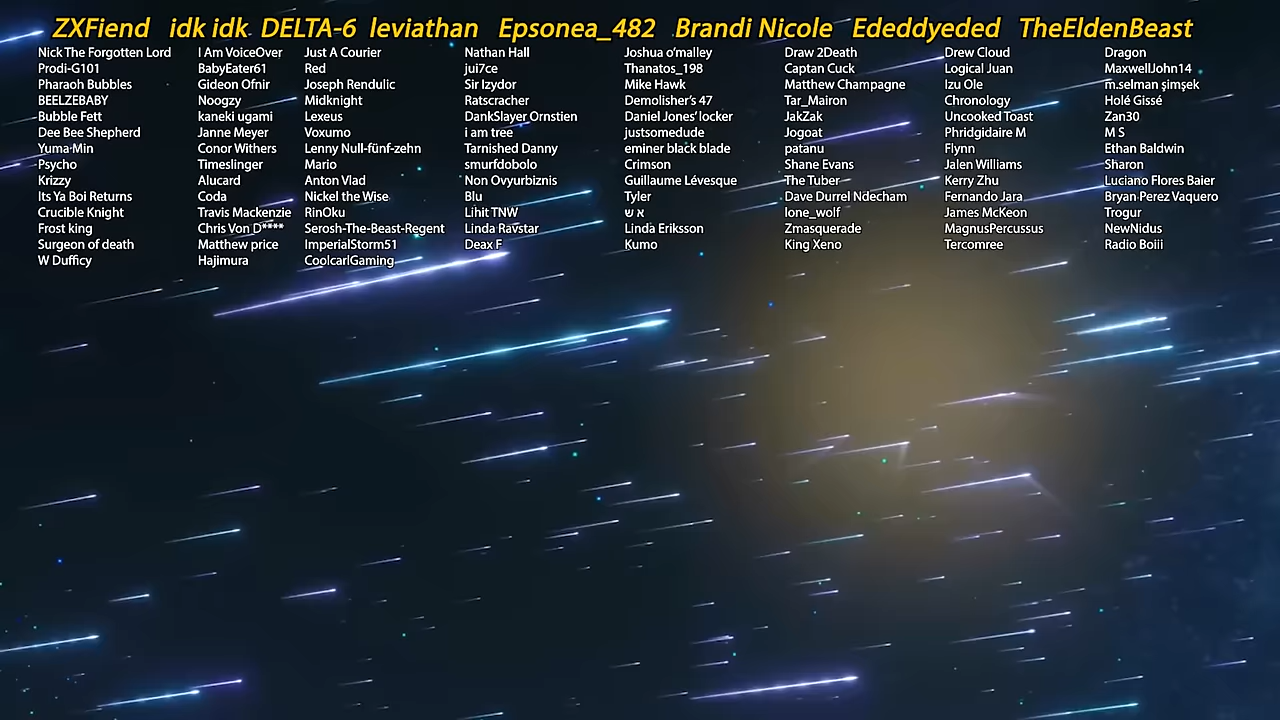 ZXFiend idk idk DELTA-6 leviathan Epsonea_482 Brandi Nicole Ededdyeded TheEldenBeast
Nick The Forgotten Lord I Am VoiceOver Just A Courier Nathan Hall Joshua o'malley Draw 2Death Drew Cloud Dragon
Prodi-G101 BabyEater61 Red jui7ce Thanatos_198 Captan Cuck Logical Juan MaxwellJohn14
Pharaoh Bubbles Gideon Ofnir Joseph Rendulic Sir Izydor Mike Hawk Matthew Champagne Izu Ole m.selman şimşek
BEELZEBABY Noogzy Midknight Ratscracher Demolisher's 47 Tar_Mairon Chronology Holé Gissé
Bubble Fett kaneki ugami Lexeus DankSlayer Ornstien Daniel Jones' locker JakZak Uncooked Toast Zan30
Dee Bee Shepherd Janne Meyer Voxumo i am tree justsomedude Jogoat Phridgidaire M M S
Yuma-Min Conor Withers Lenny Null-fünf-zehn Tarnished Danny eminer black blade patanu Flynn Ethan Baldwin
Psycho Timeslinger Mario smurfdobolo Crimson Shane Evans Jalen Williams Sharon
Krizzy Alucard Anton Vlad Non Ovyurbiznis Guillaume Lévesque The Tuber Kerry Zhu Luciano Flores Baier
Its Ya Boi Returns Coda Nickel the Wise Blu Tyler Dave Durrel Ndecham Fernando Jara Bryan Perez Vaquero
Crucible Knight Travis Mackenzie RinOku Lihit TNW א ש lone_wolf James McKeon Trogur
Frost king Chris Von D**** Serosh-The-Beast-Regent Linda Ravstar Linda Eriksson Zmasquerade MagnusPercussus NewNidus
Surgeon of death Matthew price ImperialStorm51 Deax F Kumo King Xeno Tercomree Radio Boiii
W Dufficy Hajimura CoolcarlGaming